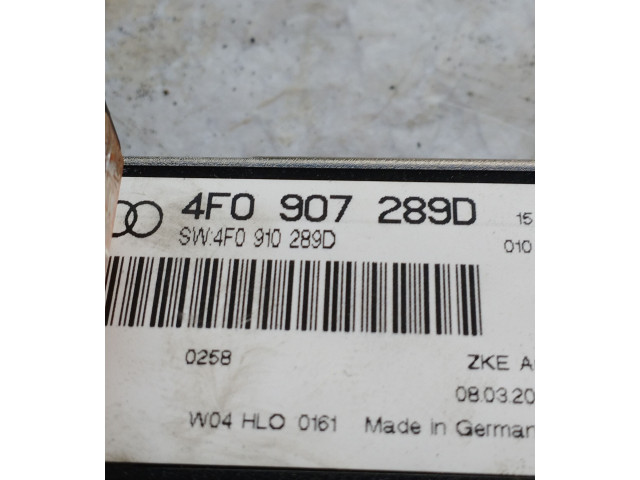 4F0 907 289D 15
SW:4F0 910 289D 010
0258 ZKE
08.03.20
W04 HLO 0161 Made in German